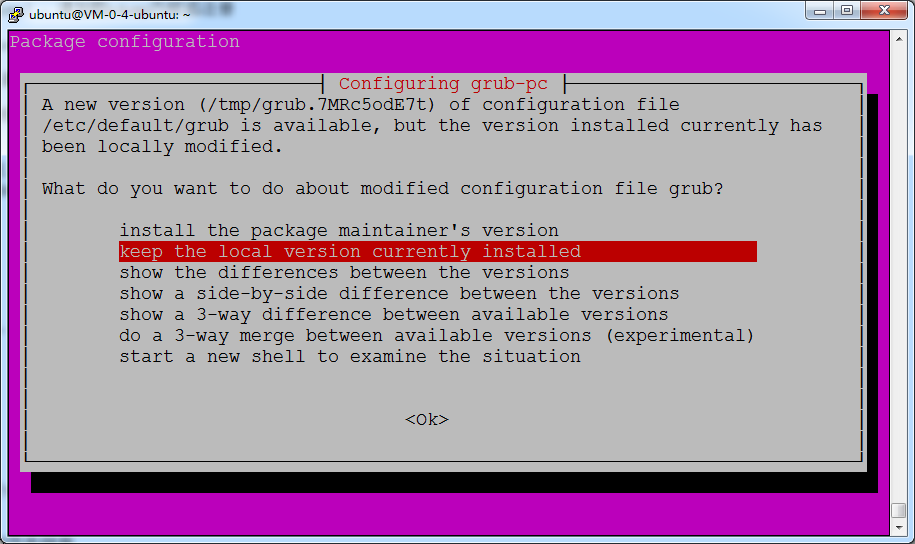 ubuntu@VM-0-4-ubuntu: ~
Package configuration
Configuring grub-pc
A new version (/tmp/grub.7MRc5odE7t) of configuration file
/etc/default/grub is available, but the version installed currently has
been locally modified.
What do you want to do about modified configuration file grub?
install the package maintainer's version
keep the local version currently installed
show the differences between the versions
show a side-by-side difference between the versions
show a 3-way difference between available versions
do a 3-way merge between available versions (experimental)
start a new shell to examine the situation
<Ok>